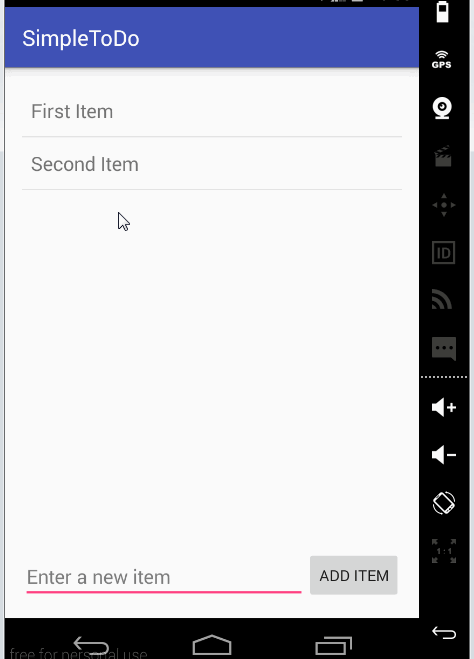 SimpleToDo
GPS
First Item
Second Item
ID
1:1
Enter a new item
ADD ITEM
free for personal use